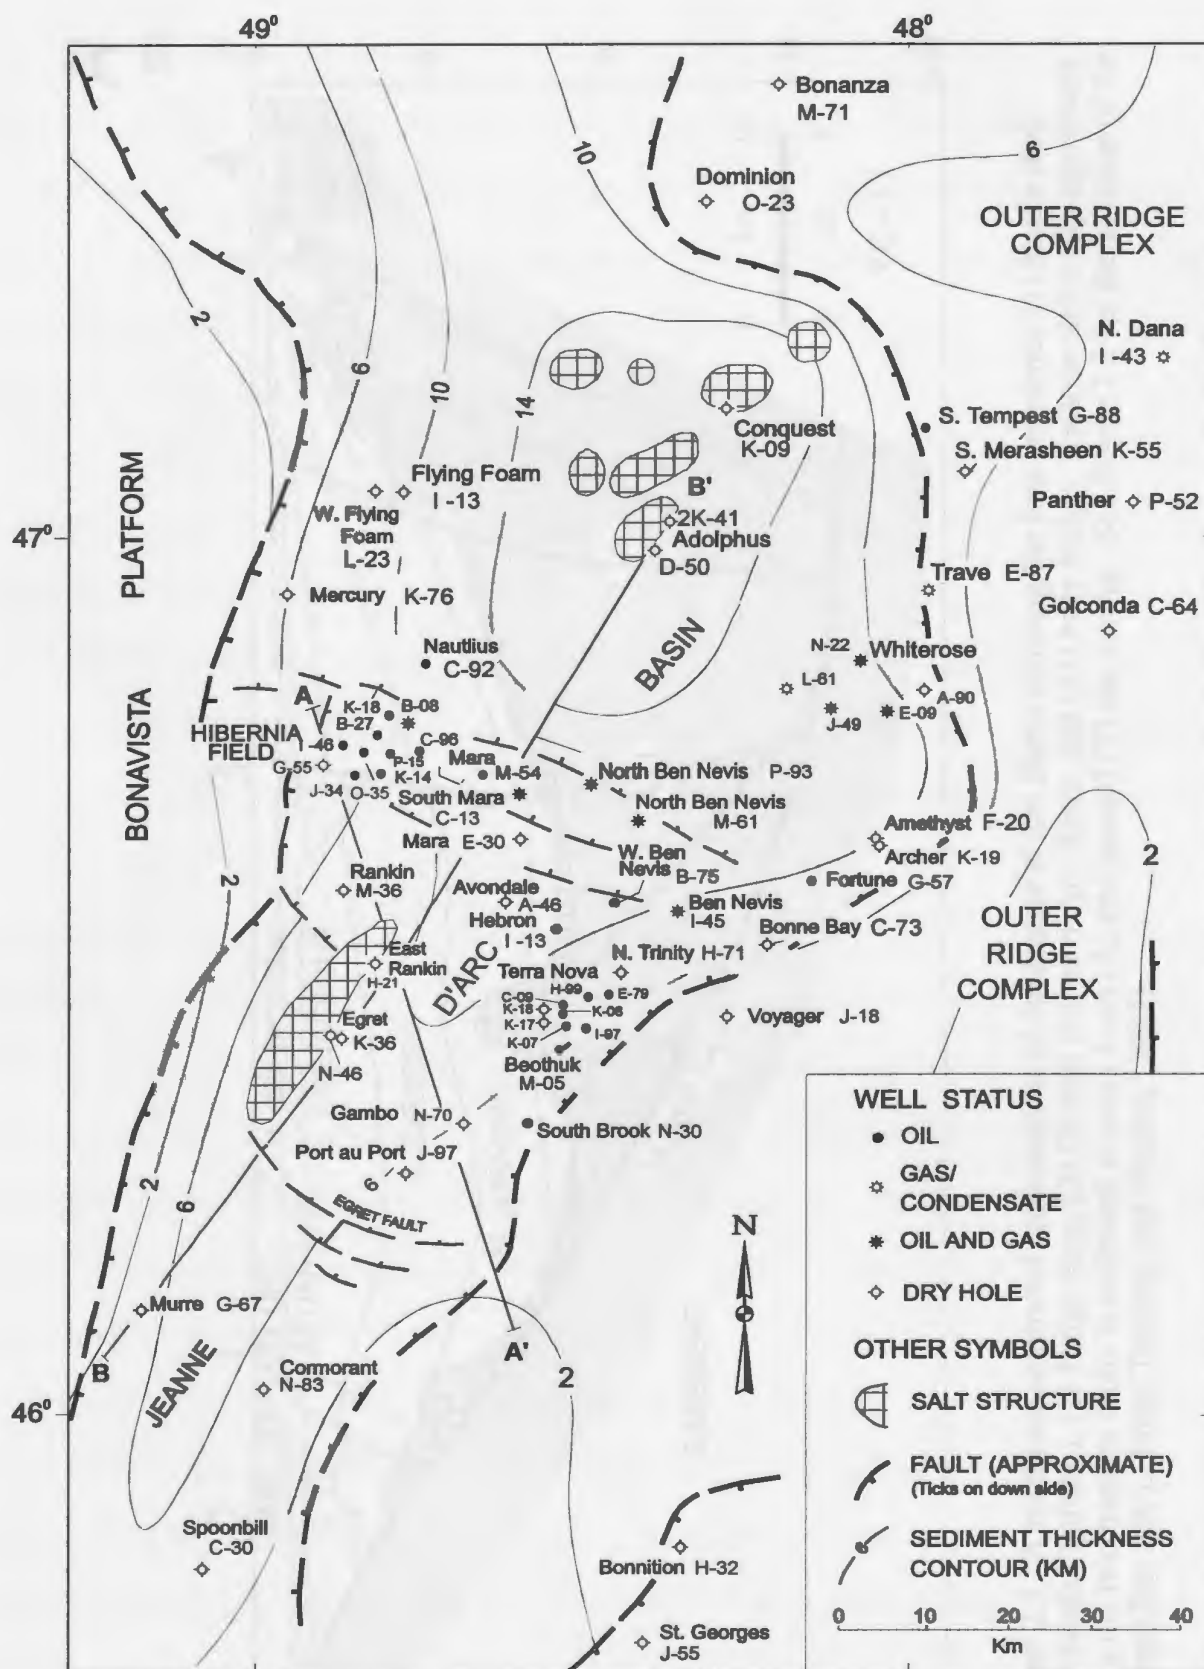 49⁰
48⁰
Bonanza
M-71
10
6
Dominion
O-23
OUTER RIDGE
COMPLEX
2
N. Dana
I -43
6
10
14
S. Tempest G-88
Conquest
K-09
S. Merasheen K-55
Flying Foam
I -13
B'
Panther P-52
W. Flying
Foam
L-23
2K-41
Adolphus
D-50
47⁰
PLATFORM
Mercury K-76
Trave E-87
Golconda C-64
BASIN
Nautlius
C-92
N-22 Whiterose
L-61
A-90
J-49
E-09
A
K-18
B-08
B-27
HIBERNIA
FIELD
I -46
C-96
P-15
K-14
G-55
Mara
M-54
North Ben Nevis P-93
J-34
O-35
South Mara
C-13
North Ben Nevis
M-61
BONAVISTA
Mara E-30
Amethyst F-20
Archer K-19
2
W. Ben
Nevis B-75
Rankin
M-36
2
Avondale
A-46
Fortune G-57
Ben Nevis
I-45
Hebron
I -13
Bonne Bay C-73
OUTER
RIDGE
COMPLEX
East
Rankin
H-21
D'ARC
N. Trinity H-71
Terra Nova
H-99
E-79
C-09
K-18
K-08
K-17
I-97
K-07
Voyager J-18
Egret
K-36
N-46
Beothuk
M-05
Gambo N-70
South Brook N-30
Port au Port J-97
6
2
6
EGRET FAULT
Murre G-67
B
A'
2
JEANNE
Cormorant
N-83
46⁰
Spoonbill
C-30
Bonnition H-32
St. Georges
J-55
N
WELL STATUS
OIL
GAS/
CONDENSATE
OIL AND GAS
DRY HOLE
OTHER SYMBOLS
SALT STRUCTURE
FAULT (APPROXIMATE)
(Ticks on down side)
SEDIMENT THICKNESS
CONTOUR (KM)
0 10 20 30 40
Km